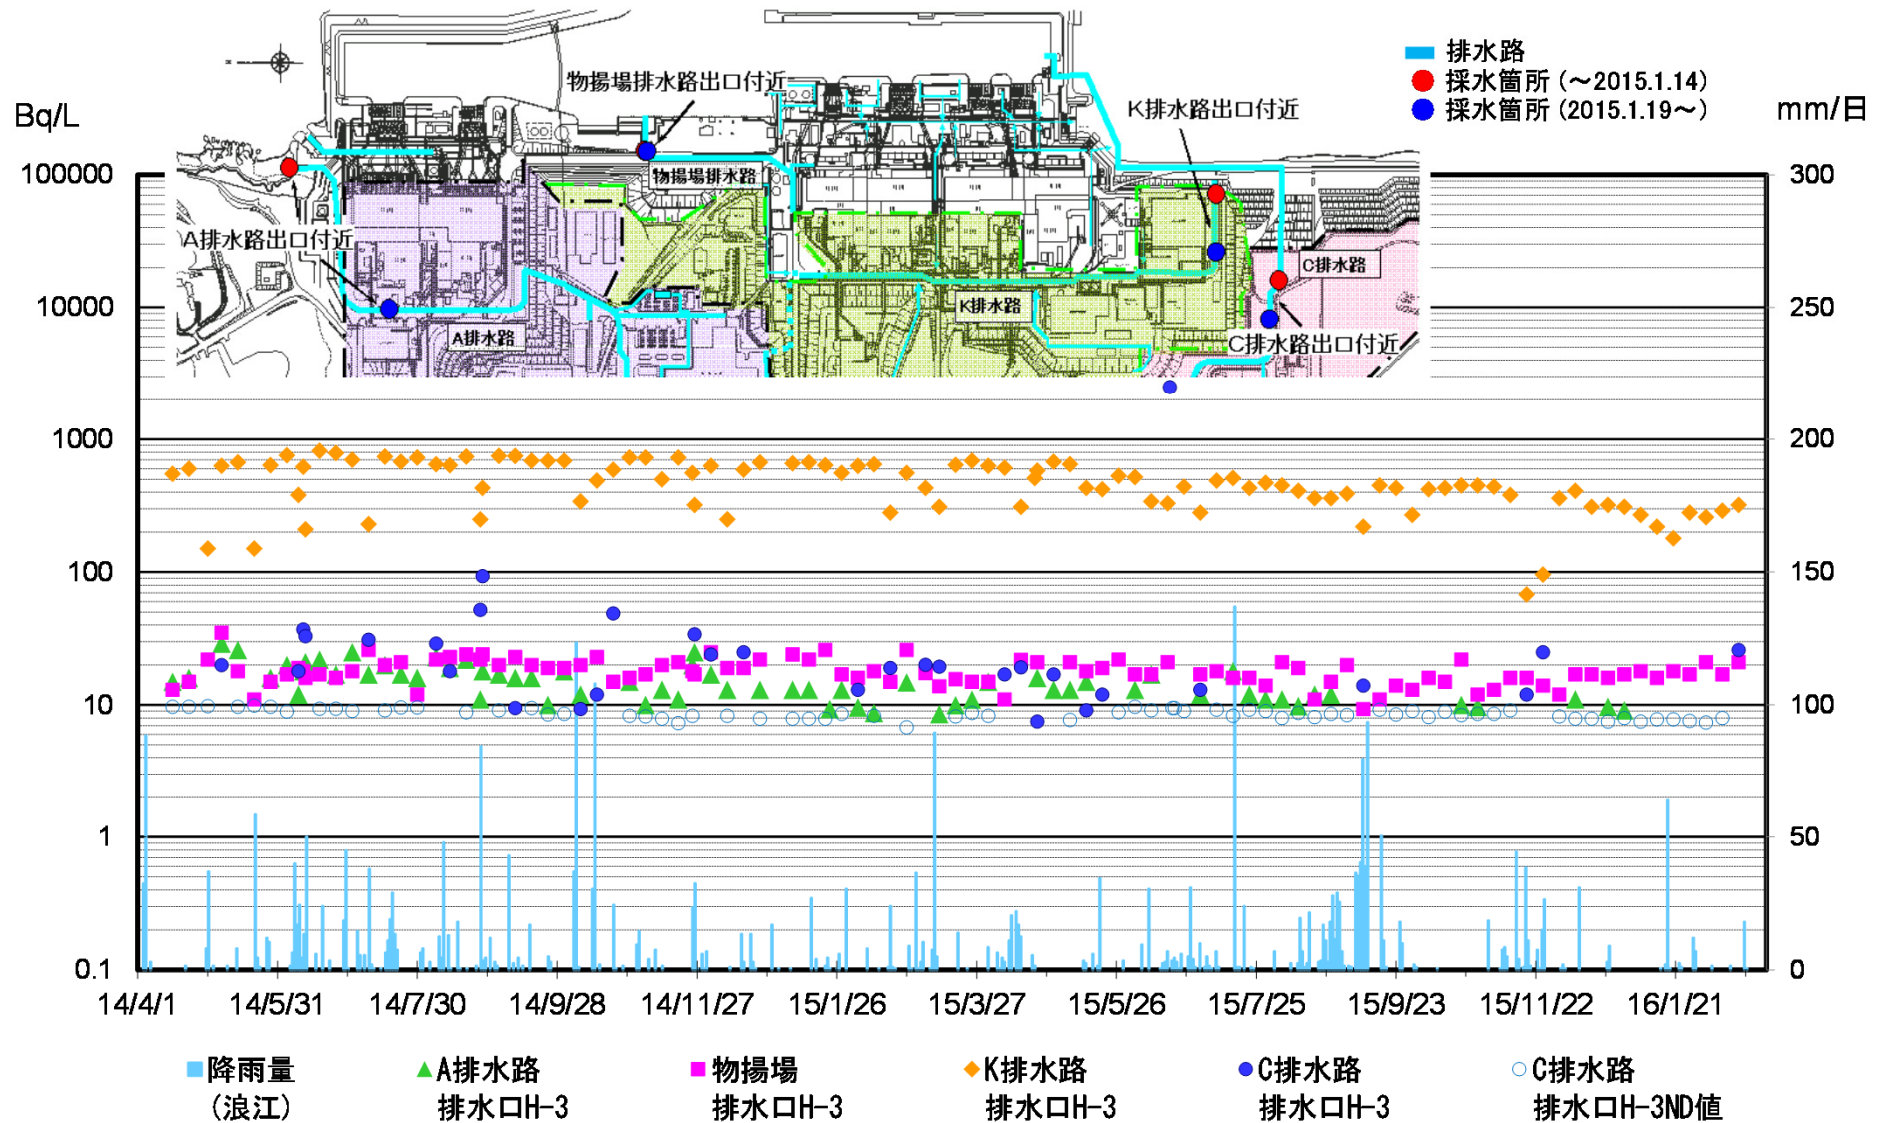 排水路
採水箇所(～2015.1.14)
採水箇所(2015.1.19～)
物揚場排水路出口付近
K排水路出口付近
Bq/L
mm/日
物揚場排水路
A排水路出口付近
C排水路
K排水路
A排水路
C排水路出口付近
100000
10000
1000
100
10
1
0.1
300
250
200
150
100
50
0
14/4/1 14/5/31 14/7/30 14/9/28 14/11/27 15/1/26 15/3/27 15/5/26 15/7/25 15/9/23 15/11/22 16/1/21
降雨量
(浪江)
A排水路
排水口H-3
物揚場
排水口H-3
K排水路
排水口H-3
C排水路
排水口H-3
C排水路
排水口H-3ND値